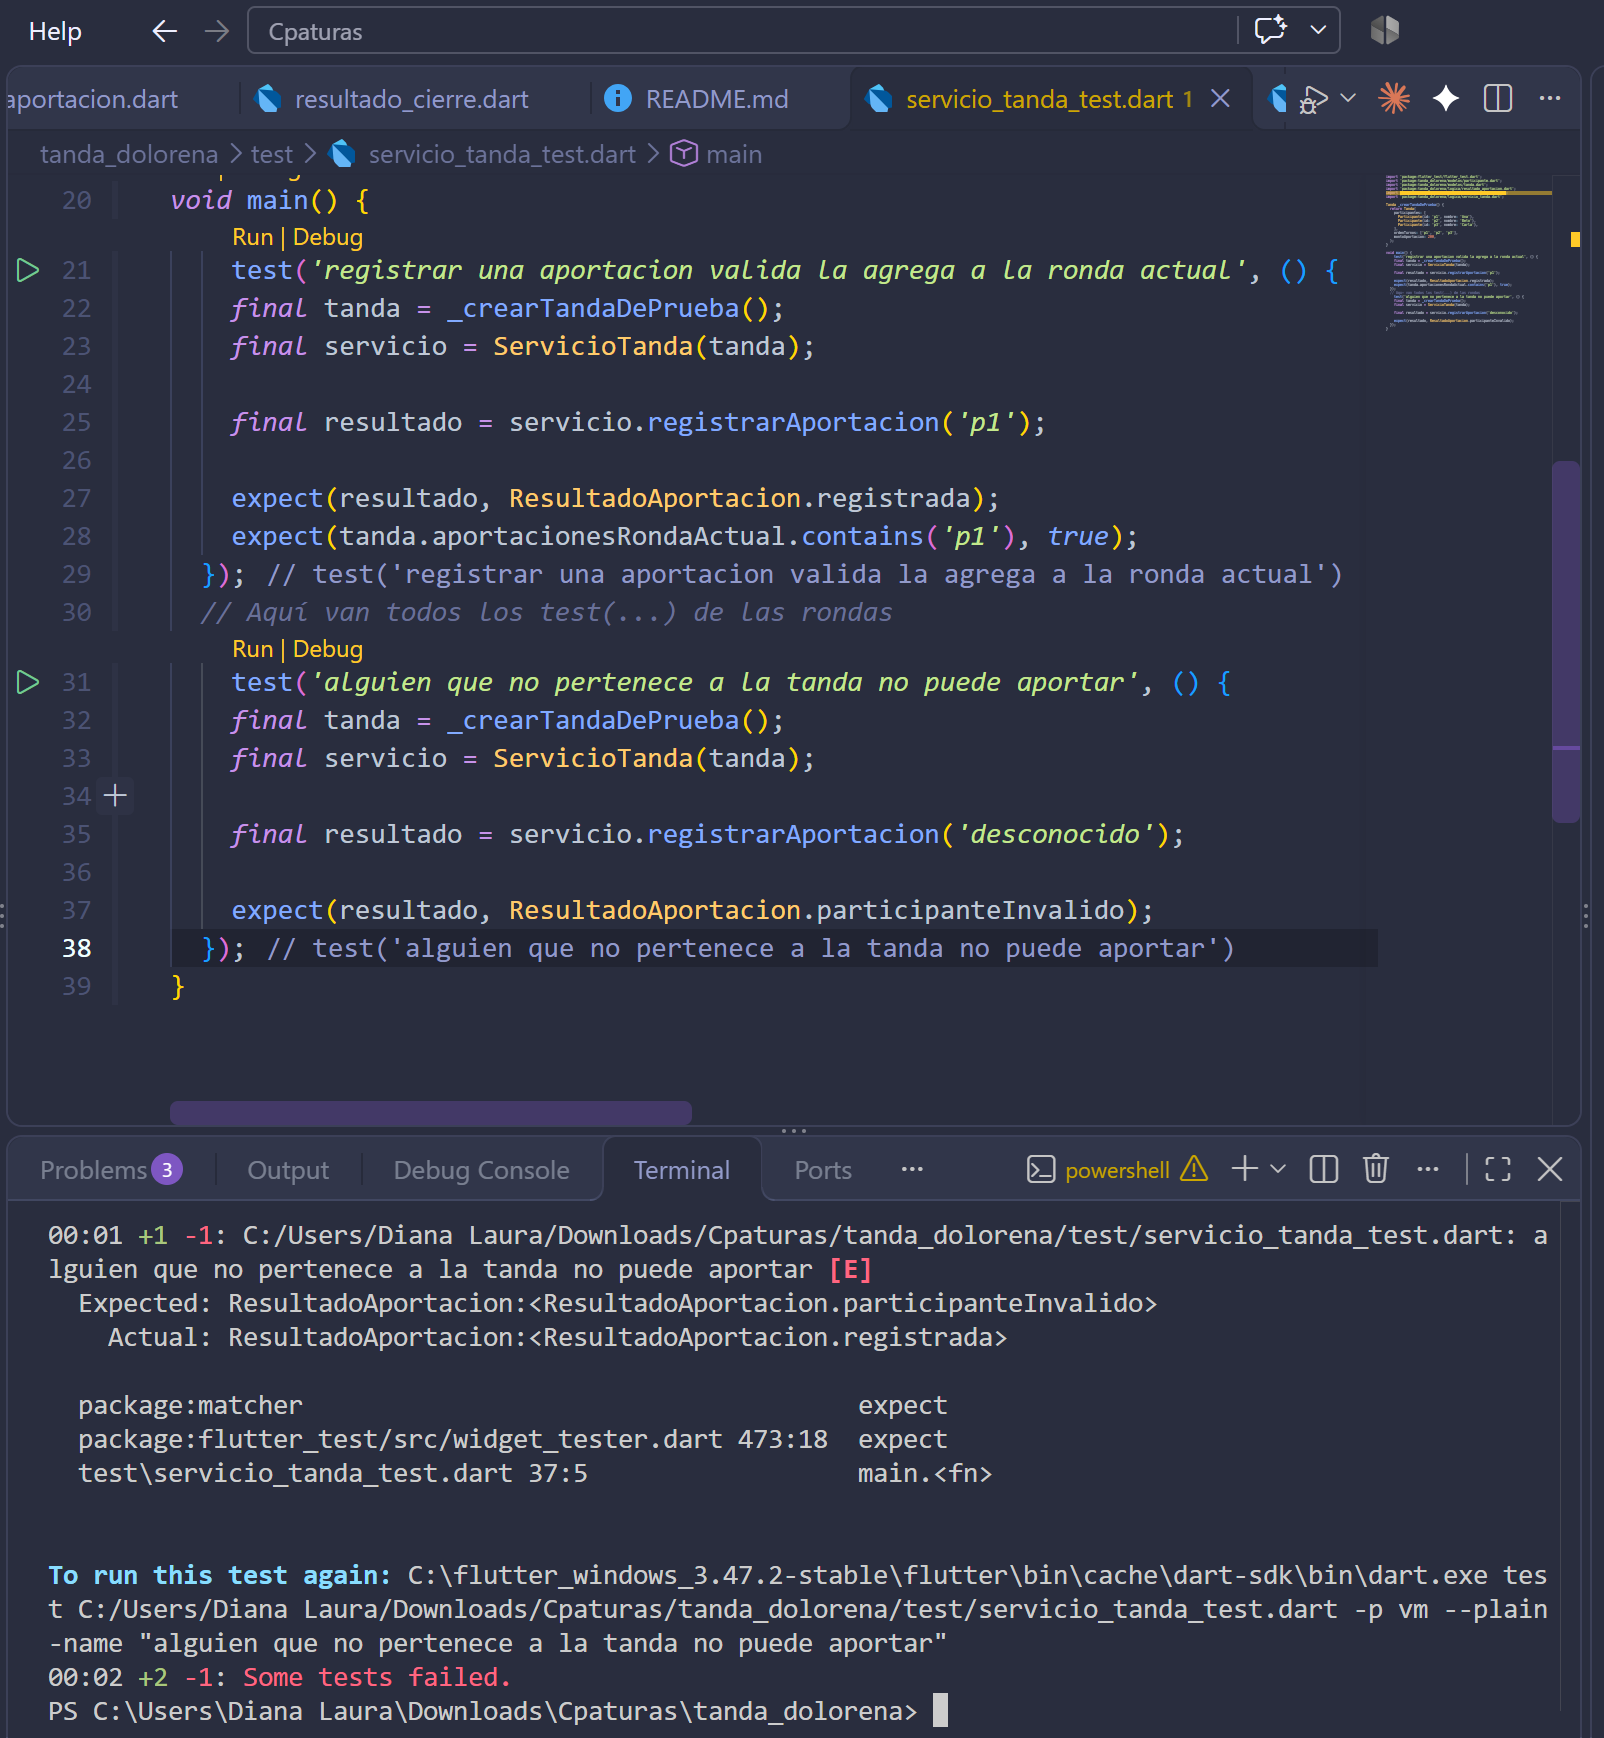 Help
Cpaturas
aportacion.dart
resultado_cierre.dart
README.md
servicio_tanda_test.dart 1
tanda_dolorena > test > servicio_tanda_test.dart > main
20 void main() {
Run | Debug
21 test('registrar una aportacion valida la agrega a la ronda actual', () {
22 final tanda = _crearTandaDePrueba();
23 final servicio = ServicioTanda(tanda);
24
25 final resultado = servicio.registrarAportacion('p1');
26
27 expect(resultado, ResultadoAportacion.registrada);
28 expect(tanda.aportacionesRondaActual.contains('p1'), true);
29 }); // test('registrar una aportacion valida la agrega a la ronda actual')
30 // Aquí van todos los test(...) de las rondas
Run | Debug
31 test('alguien que no pertenece a la tanda no puede aportar', () {
32 final tanda = _crearTandaDePrueba();
33 final servicio = ServicioTanda(tanda);
34
35 final resultado = servicio.registrarAportacion('desconocido');
36
37 expect(resultado, ResultadoAportacion.participanteInvalido);
38 }); // test('alguien que no pertenece a la tanda no puede aportar')
39 }
Problems 3
Output
Debug Console
Terminal
Ports
powershell
00:01 +1 -1: C:/Users/Diana Laura/Downloads/Cpaturas/tanda_dolorena/test/servicio_tanda_test.dart: a
lguien que no pertenece a la tanda no puede aportar [E]
Expected: ResultadoAportacion:<ResultadoAportacion.participanteInvalido>
Actual: ResultadoAportacion:<ResultadoAportacion.registrada>
package:matcher expect
package:flutter_test/src/widget_tester.dart 473:18 expect
test\servicio_tanda_test.dart 37:5 main.<fn>
To run this test again: C:\flutter_windows_3.47.2-stable\flutter\bin\cache\dart-sdk\bin\dart.exe tes
t C:/Users/Diana Laura/Downloads/Cpaturas/tanda_dolorena/test/servicio_tanda_test.dart -p vm --plain
-name "alguien que no pertenece a la tanda no puede aportar"
00:02 +2 -1: Some tests failed.
PS C:\Users\Diana Laura\Downloads\Cpaturas\tanda_dolorena>